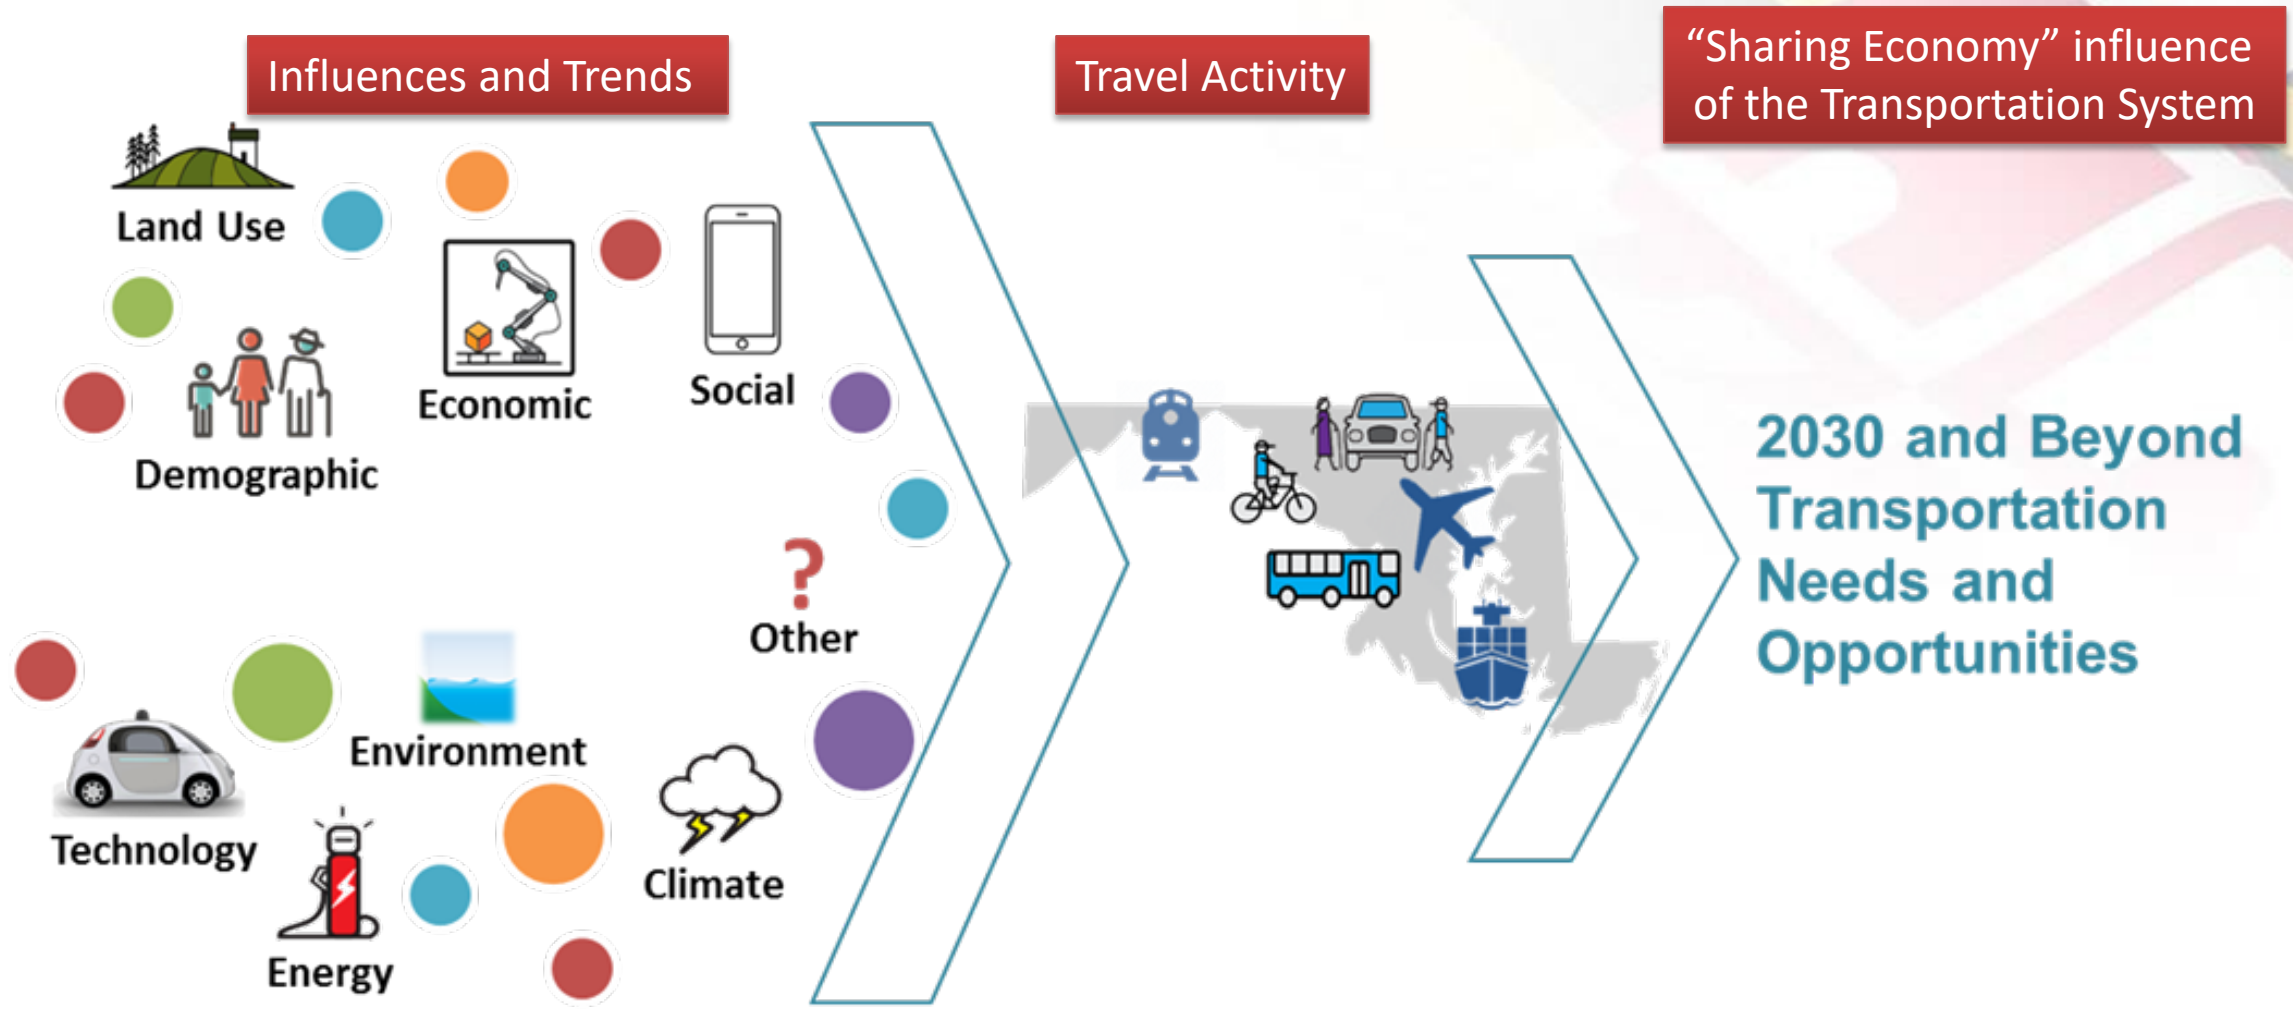 Influences and Trends
Travel Activity
“Sharing Economy” influence
of the Transportation System
Land Use
Economic
Social
Demographic
?
Other
Environment
Technology
Climate
Energy
2030 and Beyond
Transportation
Needs and
Opportunities